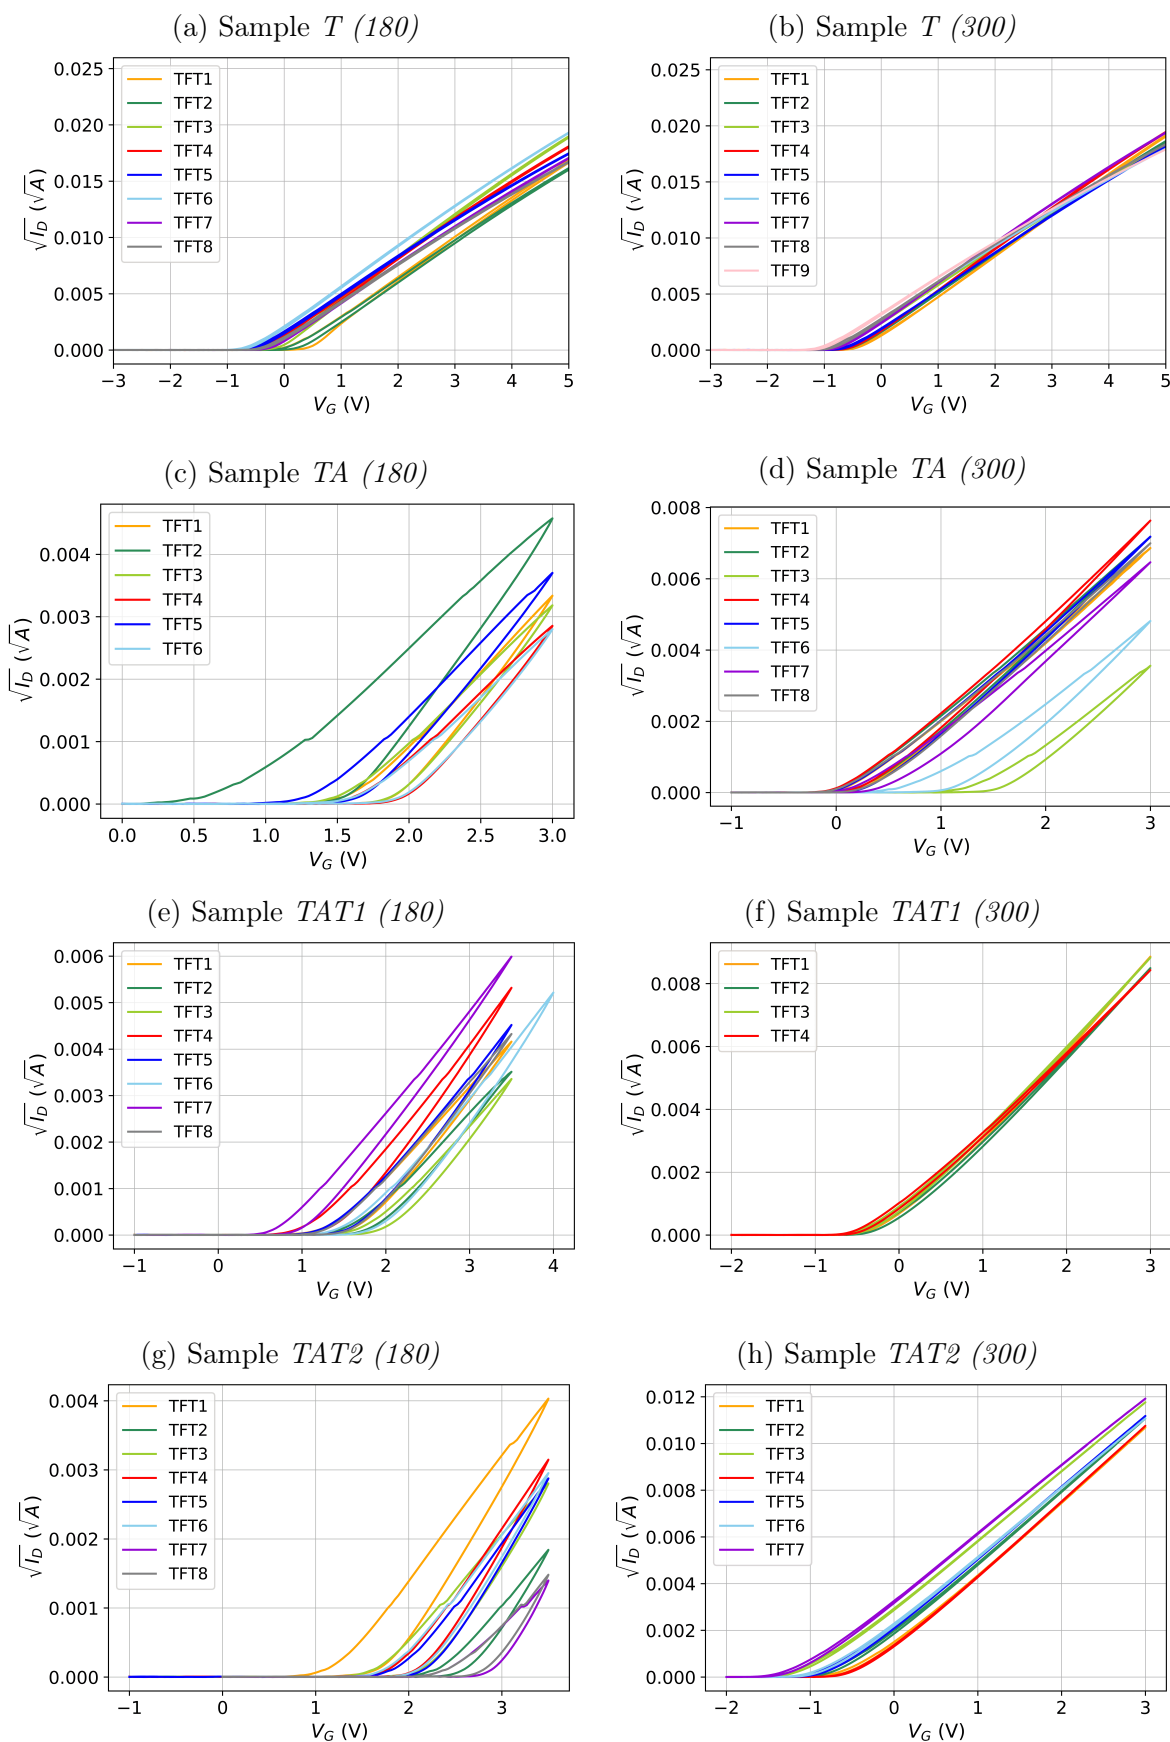 (a) Sample T (180)
0.025
0.020
0.015
0.010
0.005
0.000
√I_D (√A)
TFT1
TFT2
TFT3
TFT4
TFT5
TFT6
TFT7
TFT8
−3 −2 −1 0 1 2 3 4 5
V_G (V)
(b) Sample T (300)
0.025
0.020
0.015
0.010
0.005
0.000
√I_D (√A)
TFT1
TFT2
TFT3
TFT4
TFT5
TFT6
TFT7
TFT8
TFT9
−3 −2 −1 0 1 2 3 4 5
V_G (V)
(c) Sample TA (180)
0.004
0.003
0.002
0.001
0.000
√I_D (√A)
TFT1
TFT2
TFT3
TFT4
TFT5
TFT6
0.0 0.5 1.0 1.5 2.0 2.5 3.0
V_G (V)
(d) Sample TA (300)
0.008
0.006
0.004
0.002
0.000
√I_D (√A)
TFT1
TFT2
TFT3
TFT4
TFT5
TFT6
TFT7
TFT8
−1 0 1 2 3
V_G (V)
(e) Sample TAT1 (180)
0.006
0.005
0.004
0.003
0.002
0.001
0.000
√I_D (√A)
TFT1
TFT2
TFT3
TFT4
TFT5
TFT6
TFT7
TFT8
−1 0 1 2 3 4
V_G (V)
(f) Sample TAT1 (300)
0.008
0.006
0.004
0.002
0.000
√I_D (√A)
TFT1
TFT2
TFT3
TFT4
−2 −1 0 1 2 3
V_G (V)
(g) Sample TAT2 (180)
0.004
0.003
0.002
0.001
0.000
√I_D (√A)
TFT1
TFT2
TFT3
TFT4
TFT5
TFT6
TFT7
TFT8
−1 0 1 2 3
V_G (V)
(h) Sample TAT2 (300)
0.012
0.010
0.008
0.006
0.004
0.002
0.000
√I_D (√A)
TFT1
TFT2
TFT3
TFT4
TFT5
TFT6
TFT7
−2 −1 0 1 2 3
V_G (V)